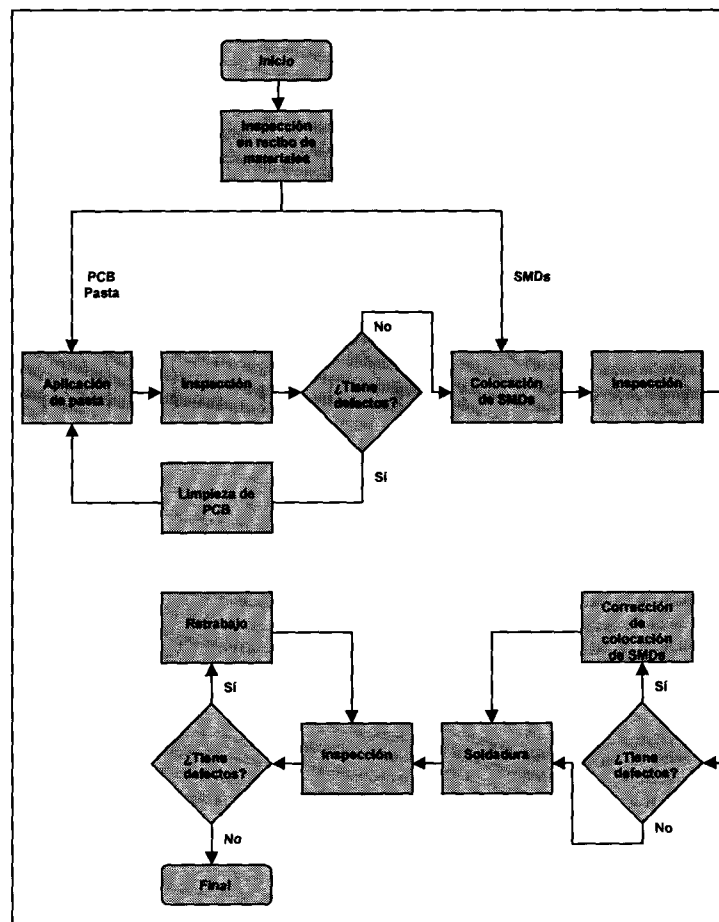 Inicio
Inspección
en recibo de
materiales
PCB
Pasta
SMDs
No
Aplicación
de pasta
Inspección
¿Tiene
defectos?
Colocación
de SMDs
Inspección
Sí
Limpieza de
PCB
Retrabajo
Corrección
de
colocación
de SMDs
Sí
Sí
¿Tiene
defectos?
Inspección
Soldadura
¿Tiene
defectos?
No
No
Final